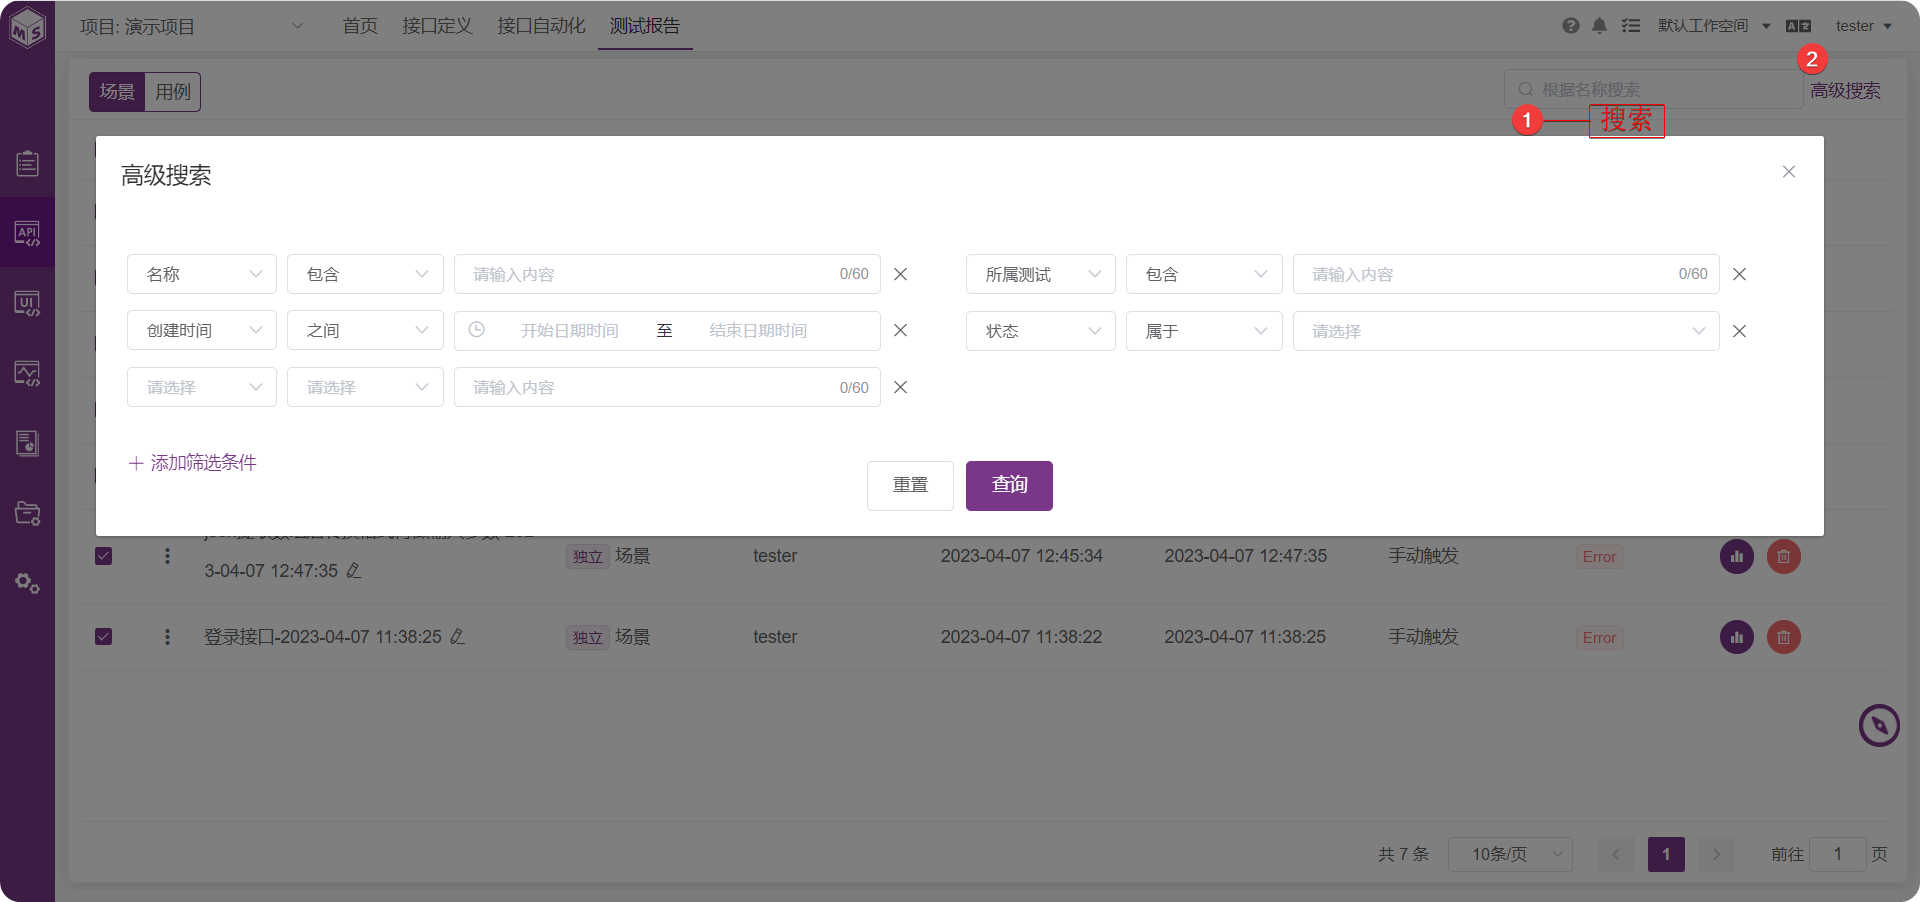 MS
项目: 演示项目
首页 接口定义 接口自动化 测试报告
默认工作空间
tester
2
场景 用例
根据名称搜索
高级搜索
1
搜索
高级搜索
名称 包含 请输入内容 0/60
所属测试 包含 请输入内容 0/60
创建时间 之间 开始日期时间 至 结束日期时间
状态 属于 请选择
请选择 请选择 请输入内容 0/60
添加筛选条件
重置 查询
3-04-07 12:47:35 独立 场景 tester 2023-04-07 12:45:34 2023-04-07 12:47:35 手动触发 Error
登录接口-2023-04-07 11:38:25 独立 场景 tester 2023-04-07 11:38:22 2023-04-07 11:38:25 手动触发 Error
共 7 条 10条/页 1 前往 1 页
API
UI